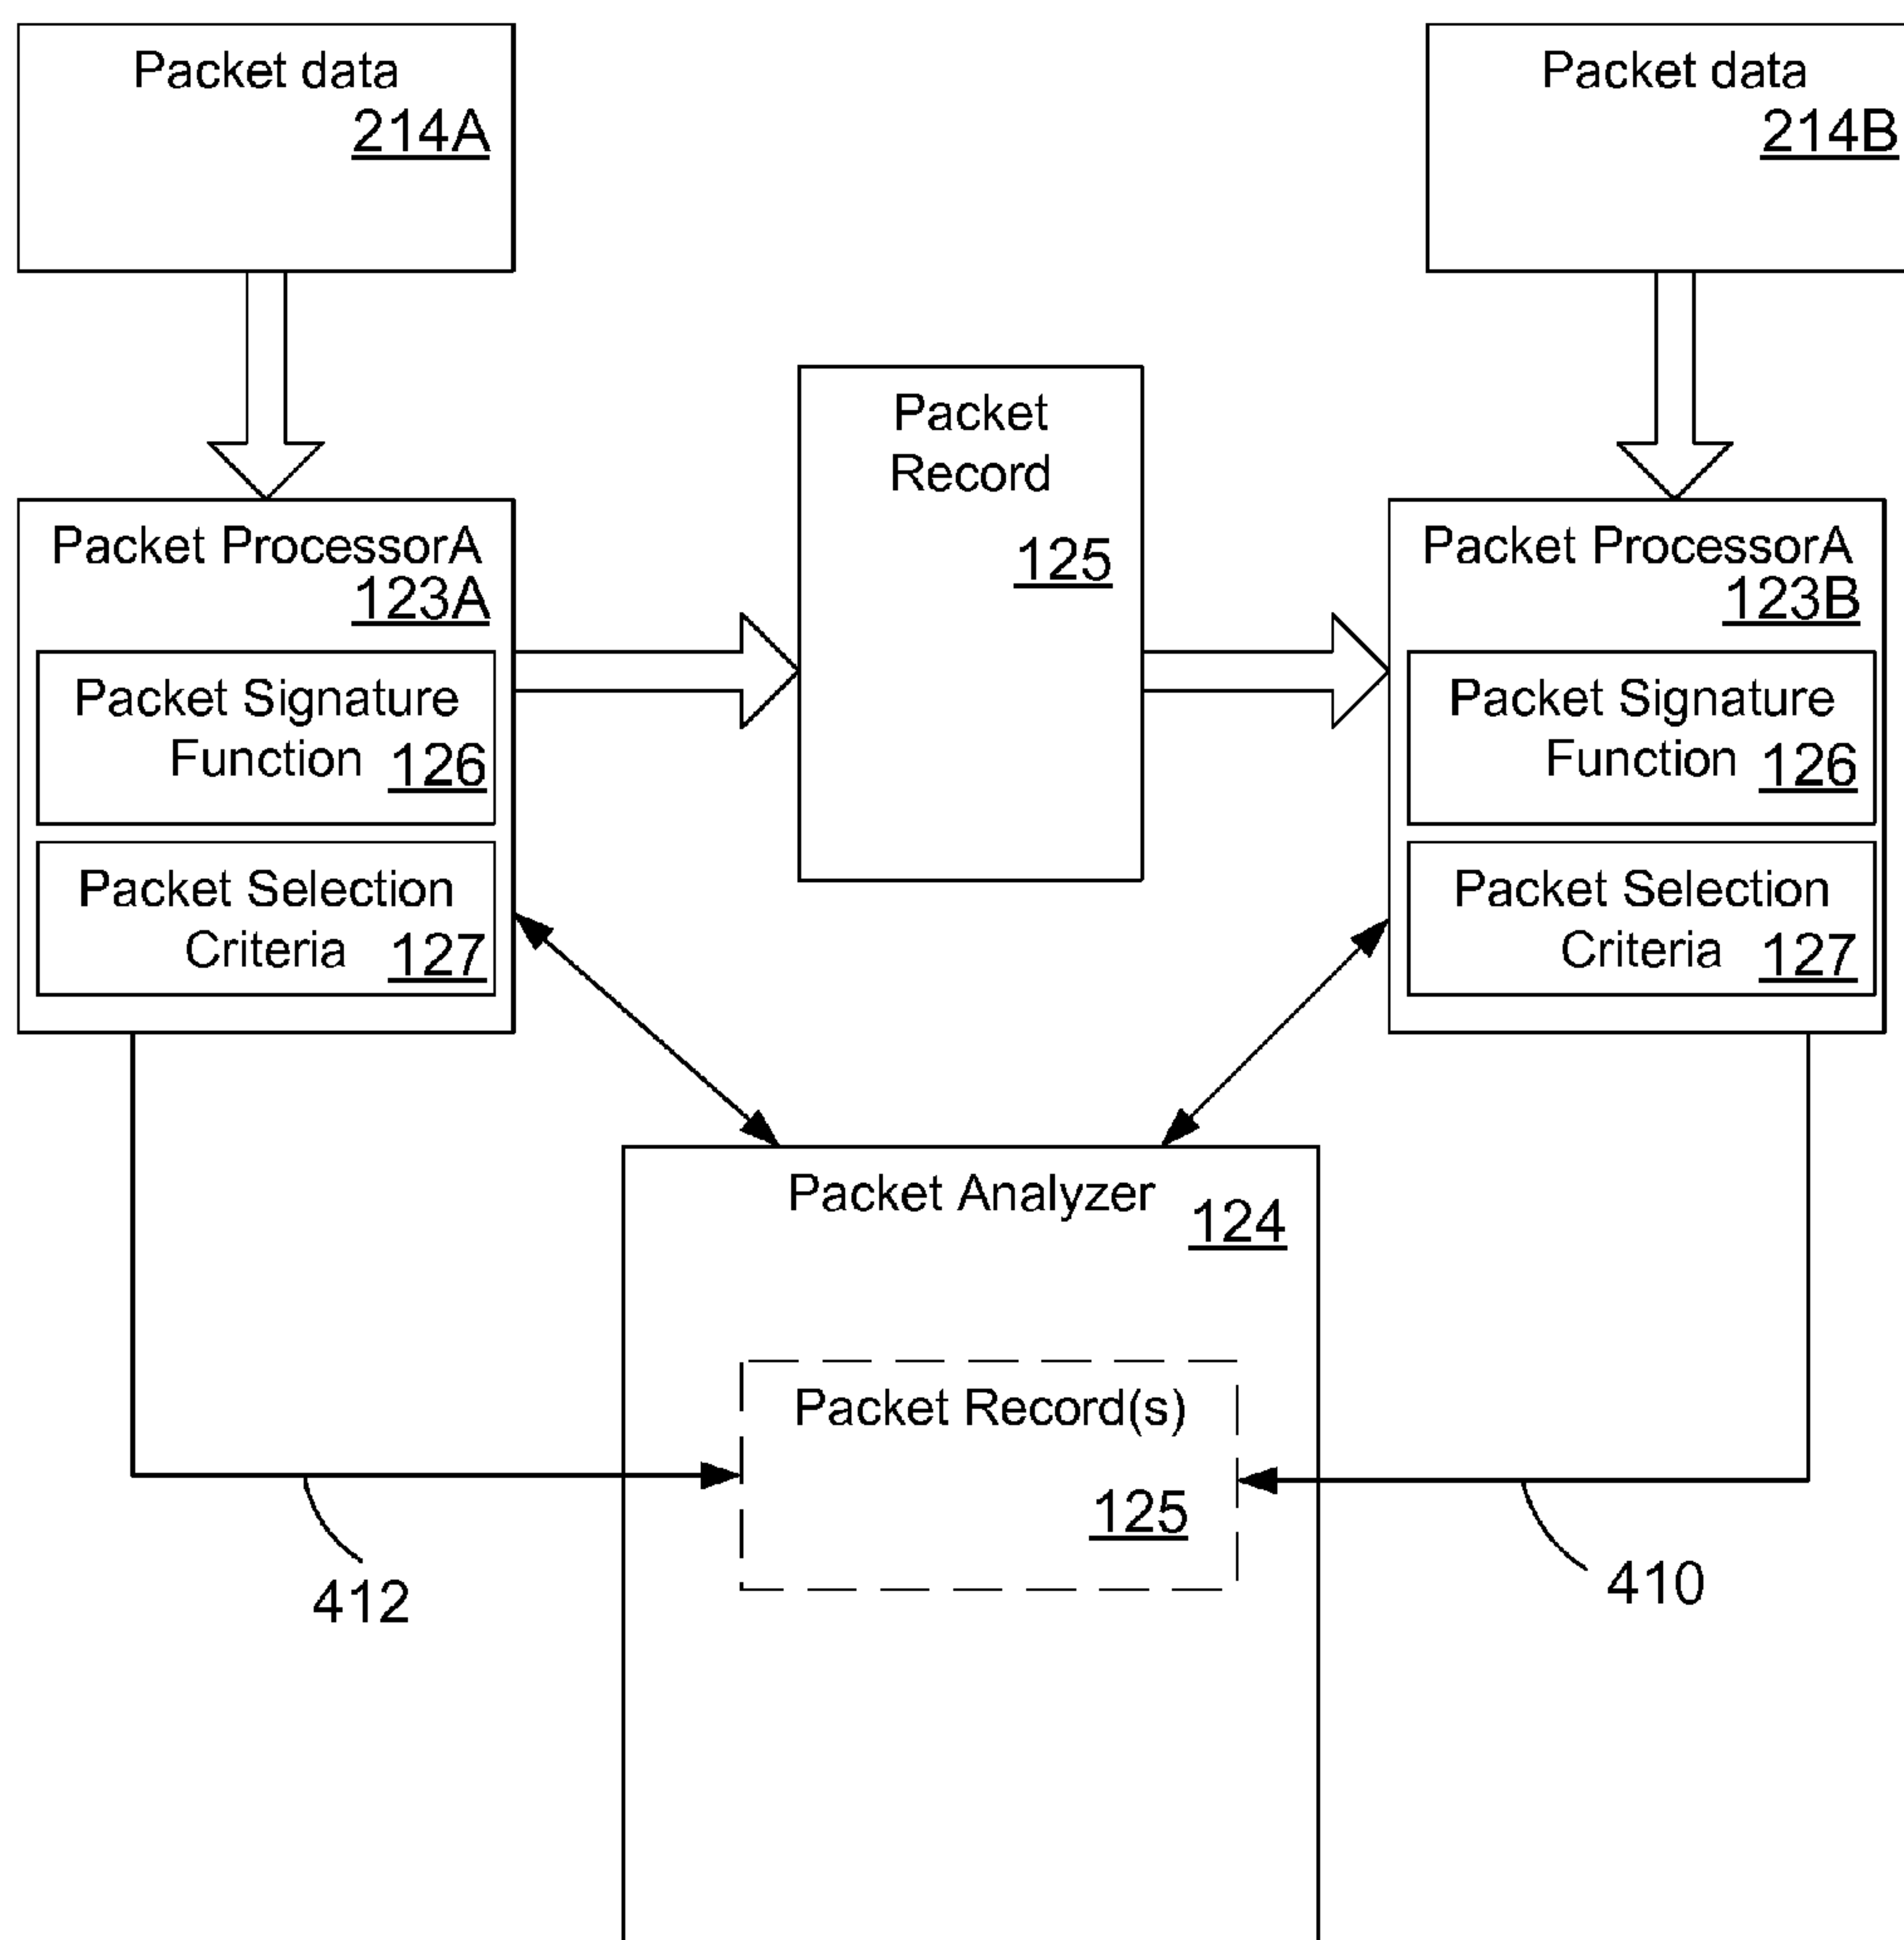 Packet data
214A
Packet data
214B
Packet
Record
125
Packet ProcessorA
123A
Packet Signature
Function 126
Packet Selection
Criteria 127
Packet ProcessorA
123B
Packet Signature
Function 126
Packet Selection
Criteria 127
Packet Analyzer
124
Packet Record(s)
125
412
410